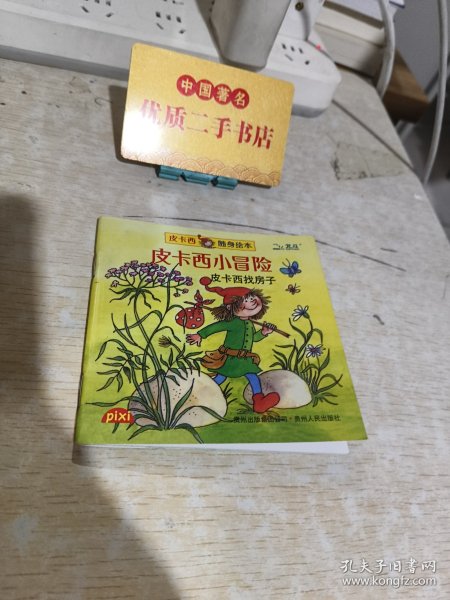 中国著名
优质二手书店
皮卡西 随身绘本
皮卡西小冒险
皮卡西找房子
pixi
贵州出版集团公司·贵州人民出版社
孔夫子旧书网
www.kongfz.com